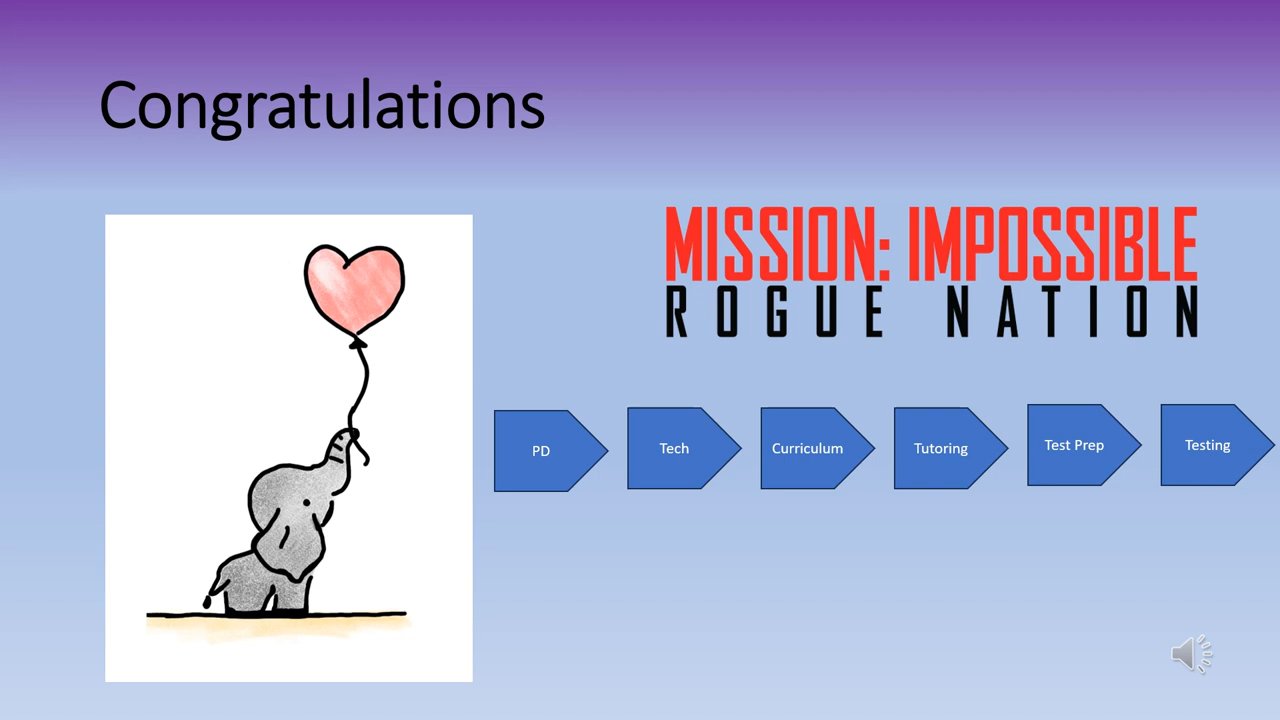 Congratulations
MISSION: IMPOSSIBLE
ROGUE NATION
PD
Tech
Curriculum
Tutoring
Test Prep
Testing